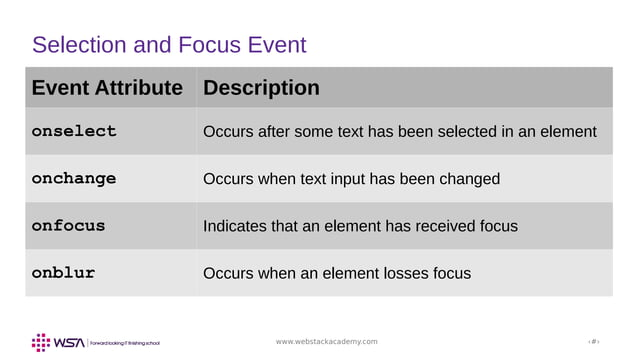 Selection and Focus Event
Event Attribute Description
onselect Occurs after some text has been selected in an element
onchange Occurs when text input has been changed
onfocus Indicates that an element has received focus
onblur Occurs when an element losses focus
WSA Forward looking IT finishing school www.webstackacademy.com ‹#›